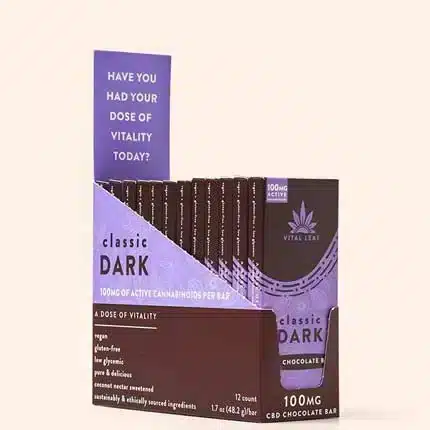 HAVE YOU
HAD YOUR
DOSE OF
VITALITY
TODAY?
classic
DARK
100MG OF ACTIVE CANNABINOIDS PER BAR
A DOSE OF VITALITY
vegan
gluten-free
low glycemic
pure & delicious
coconut nectar sweetened
sustainably & ethically sourced ingredients
12 count
1.7 oz (48.2 g)/bar
100MG
ACTIVE
VITAL LEAF
classic
DARK
CHOCOLATE B
100MG
CBD CHOCOLATE BAR